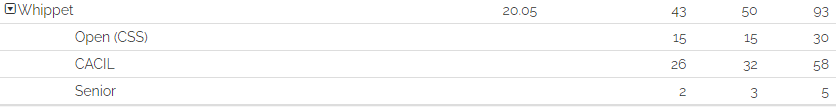 Whippet 20.05 43 50 93
Open (CSS) 15 15 30
CACIL 26 32 58
Senior 2 3 5